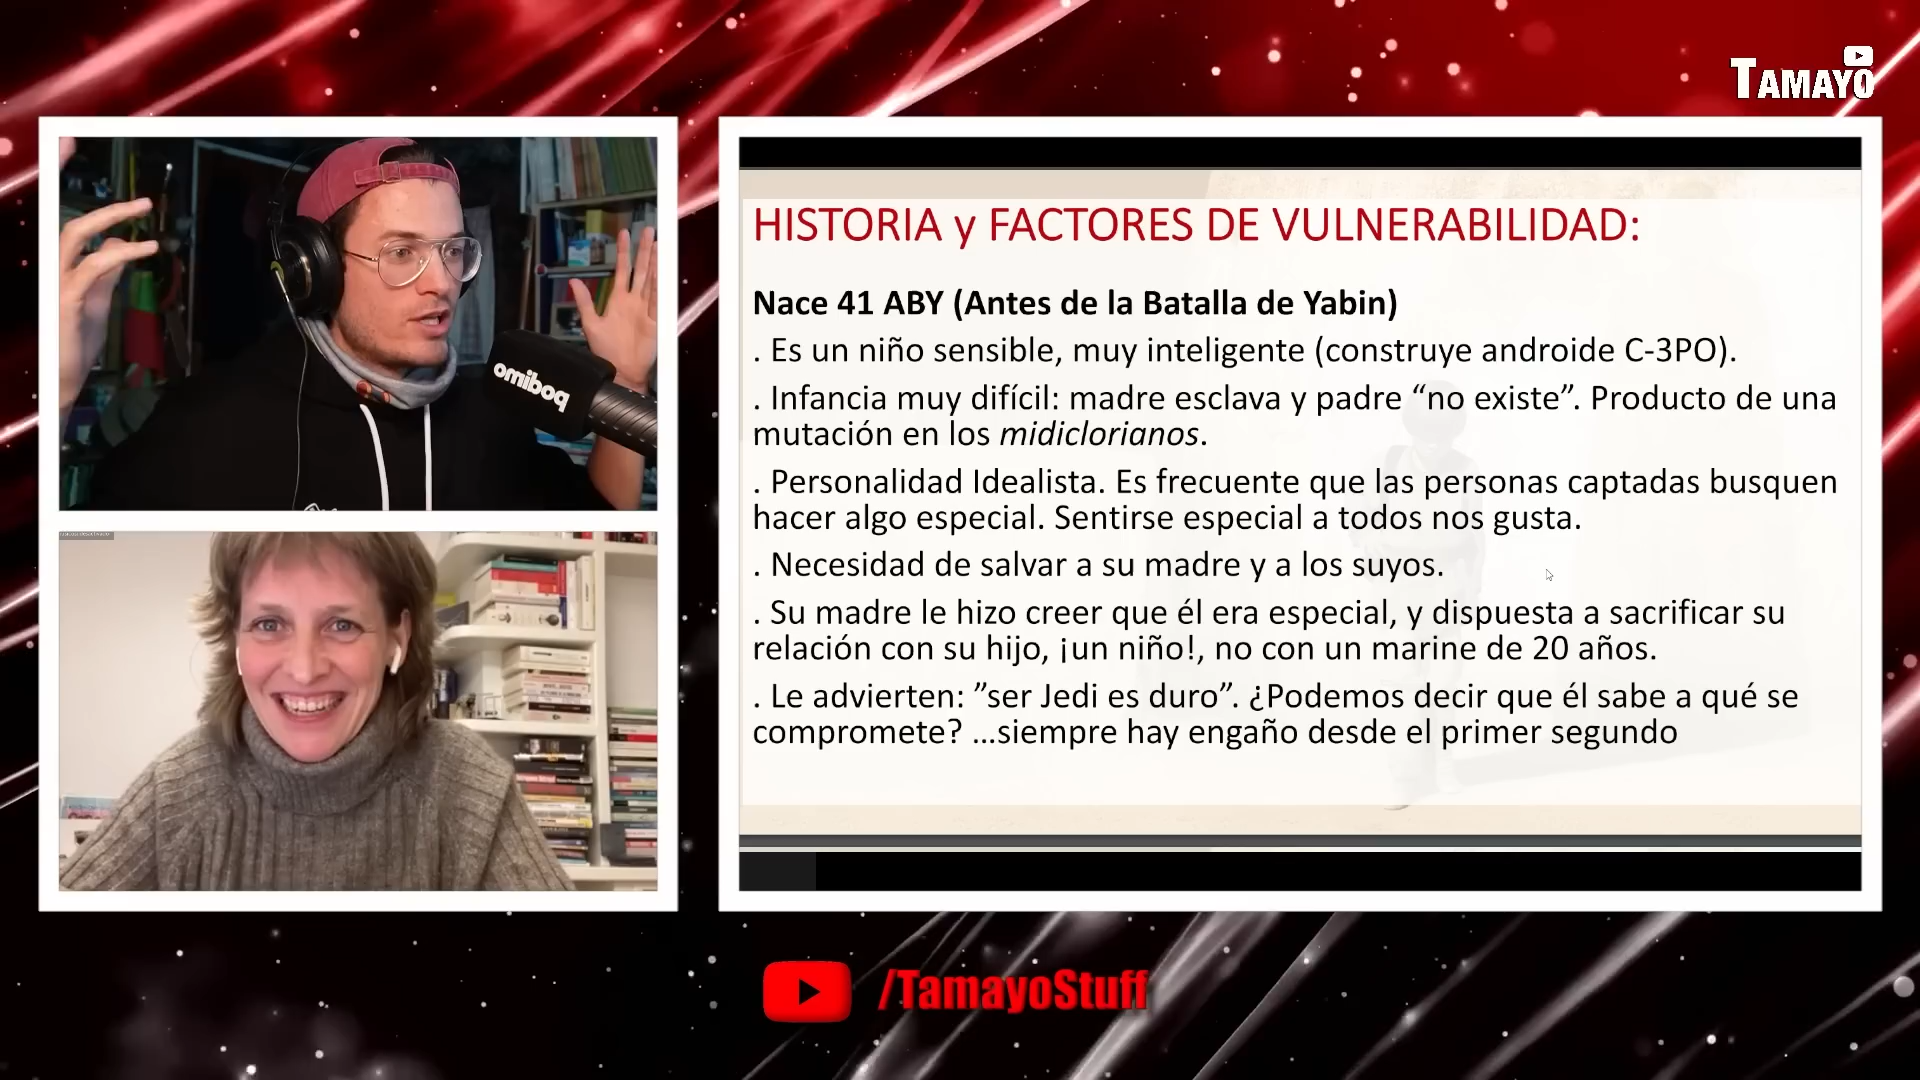 TAMAYO
podimo
HISTORIA y FACTORES DE VULNERABILIDAD:
Nace 41 ABY (Antes de la Batalla de Yabin)
. Es un niño sensible, muy inteligente (construye androide C-3PO).
. Infancia muy difícil: madre esclava y padre “no existe”. Producto de una
mutación en los midiclorianos.
. Personalidad Idealista. Es frecuente que las personas captadas busquen
hacer algo especial. Sentirse especial a todos nos gusta.
. Necesidad de salvar a su madre y a los suyos.
. Su madre le hizo creer que él era especial, y dispuesta a sacrificar su
relación con su hijo, ¡un niño!, no con un marine de 20 años.
. Le advierten: ”ser Jedi es duro”. ¿Podemos decir que él sabe a qué se
compromete? ...siempre hay engaño desde el primer segundo
/TamayoStuff